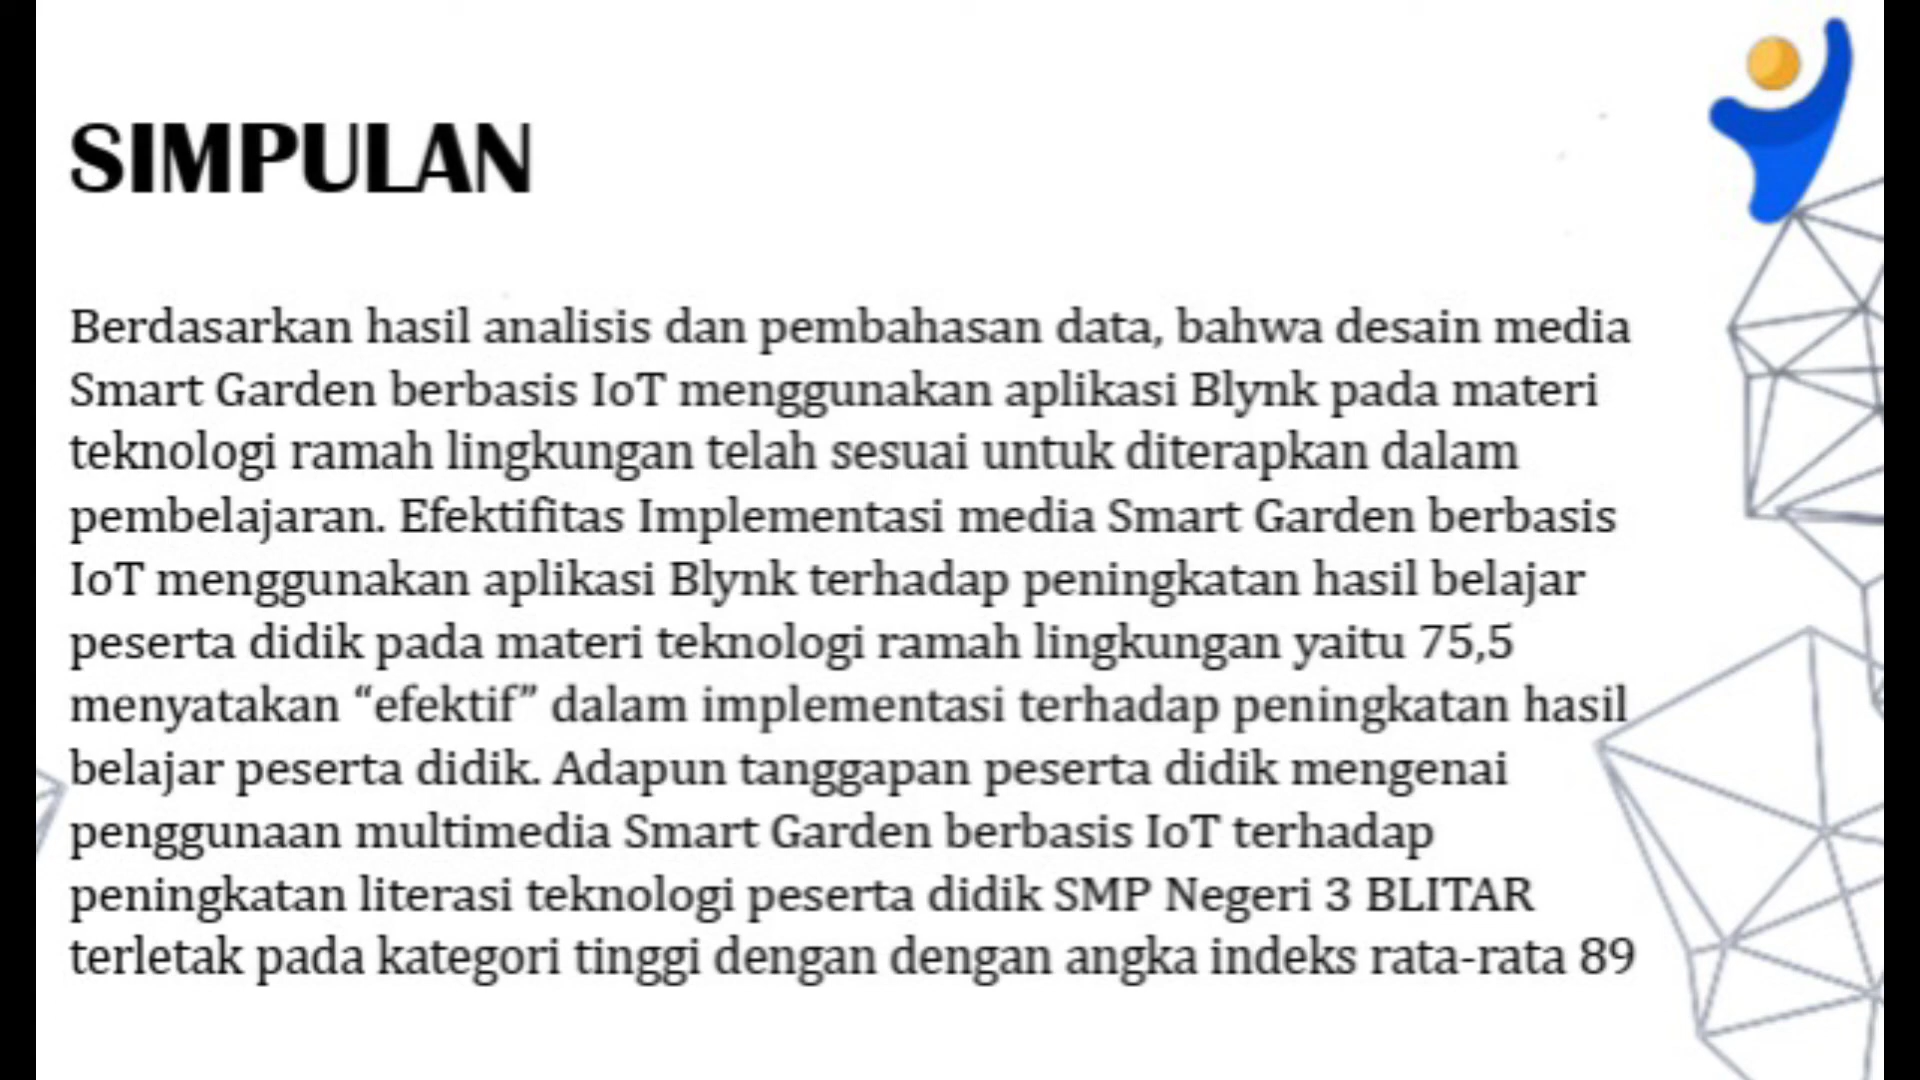 SIMPULAN
Berdasarkan hasil analisis dan pembahasan data, bahwa desain media
Smart Garden berbasis IoT menggunakan aplikasi Blynk pada materi
teknologi ramah lingkungan telah sesuai untuk diterapkan dalam
pembelajaran. Efektifitas Implementasi media Smart Garden berbasis
IoT menggunakan aplikasi Blynk terhadap peningkatan hasil belajar
peserta didik pada materi teknologi ramah lingkungan yaitu 75,5
menyatakan “efektif” dalam implementasi terhadap peningkatan hasil
belajar peserta didik. Adapun tanggapan peserta didik mengenai
penggunaan multimedia Smart Garden berbasis IoT terhadap
peningkatan literasi teknologi peserta didik SMP Negeri 3 BLITAR
terletak pada kategori tinggi dengan dengan angka indeks rata-rata 89